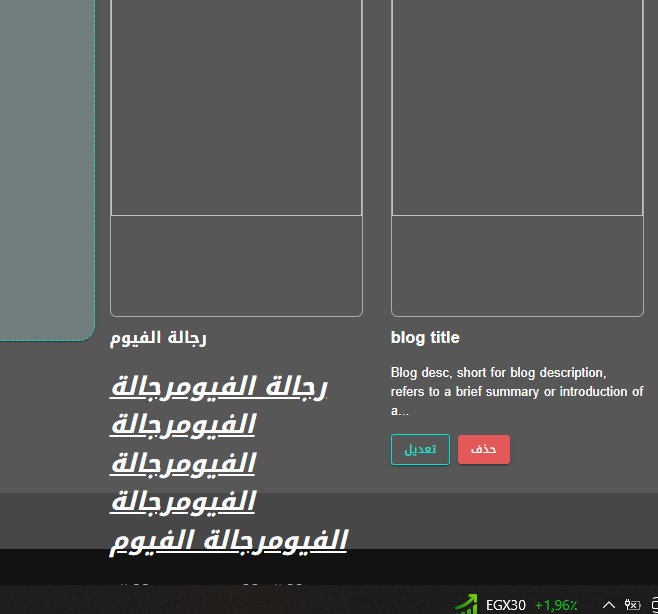 رجالة الفيوم
رجالة الفيومرجالة
الفيومرجالة
الفيومرجالة
الفيومرجالة
الفيومرجالة الفيوم
blog title
Blog desc, short for blog description,
refers to a brief summary or introduction of
a...
تعديل
حذف
EGX30 +1,96%